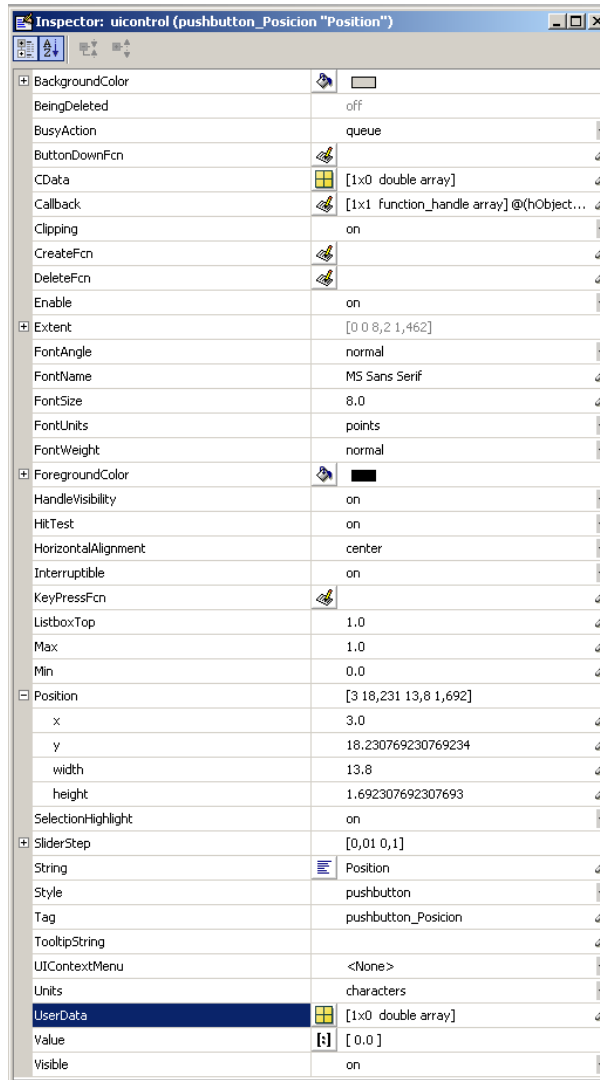 Inspector: uicontrol (pushbutton_Posicion "Position")
BackgroundColor
BeingDeleted off
BusyAction queue
ButtonDownFcn
CData [1x0 double array]
Callback [1x1 function_handle array] @(hObject...
Clipping on
CreateFcn
DeleteFcn
Enable on
Extent [0 0 8,2 1,462]
FontAngle normal
FontName MS Sans Serif
FontSize 8.0
FontUnits points
FontWeight normal
ForegroundColor
HandleVisibility on
HitTest on
HorizontalAlignment center
Interruptible on
KeyPressFcn
ListboxTop 1.0
Max 1.0
Min 0.0
Position [3 18,231 13,8 1,692]
x 3.0
y 18.230769230769234
width 13.8
height 1.692307692307693
SelectionHighlight on
SliderStep [0,01 0,1]
String Position
Style pushbutton
Tag pushbutton_Posicion
TooltipString
UIContextMenu <None>
Units characters
UserData [1x0 double array]
Value [ 0.0 ]
Visible on